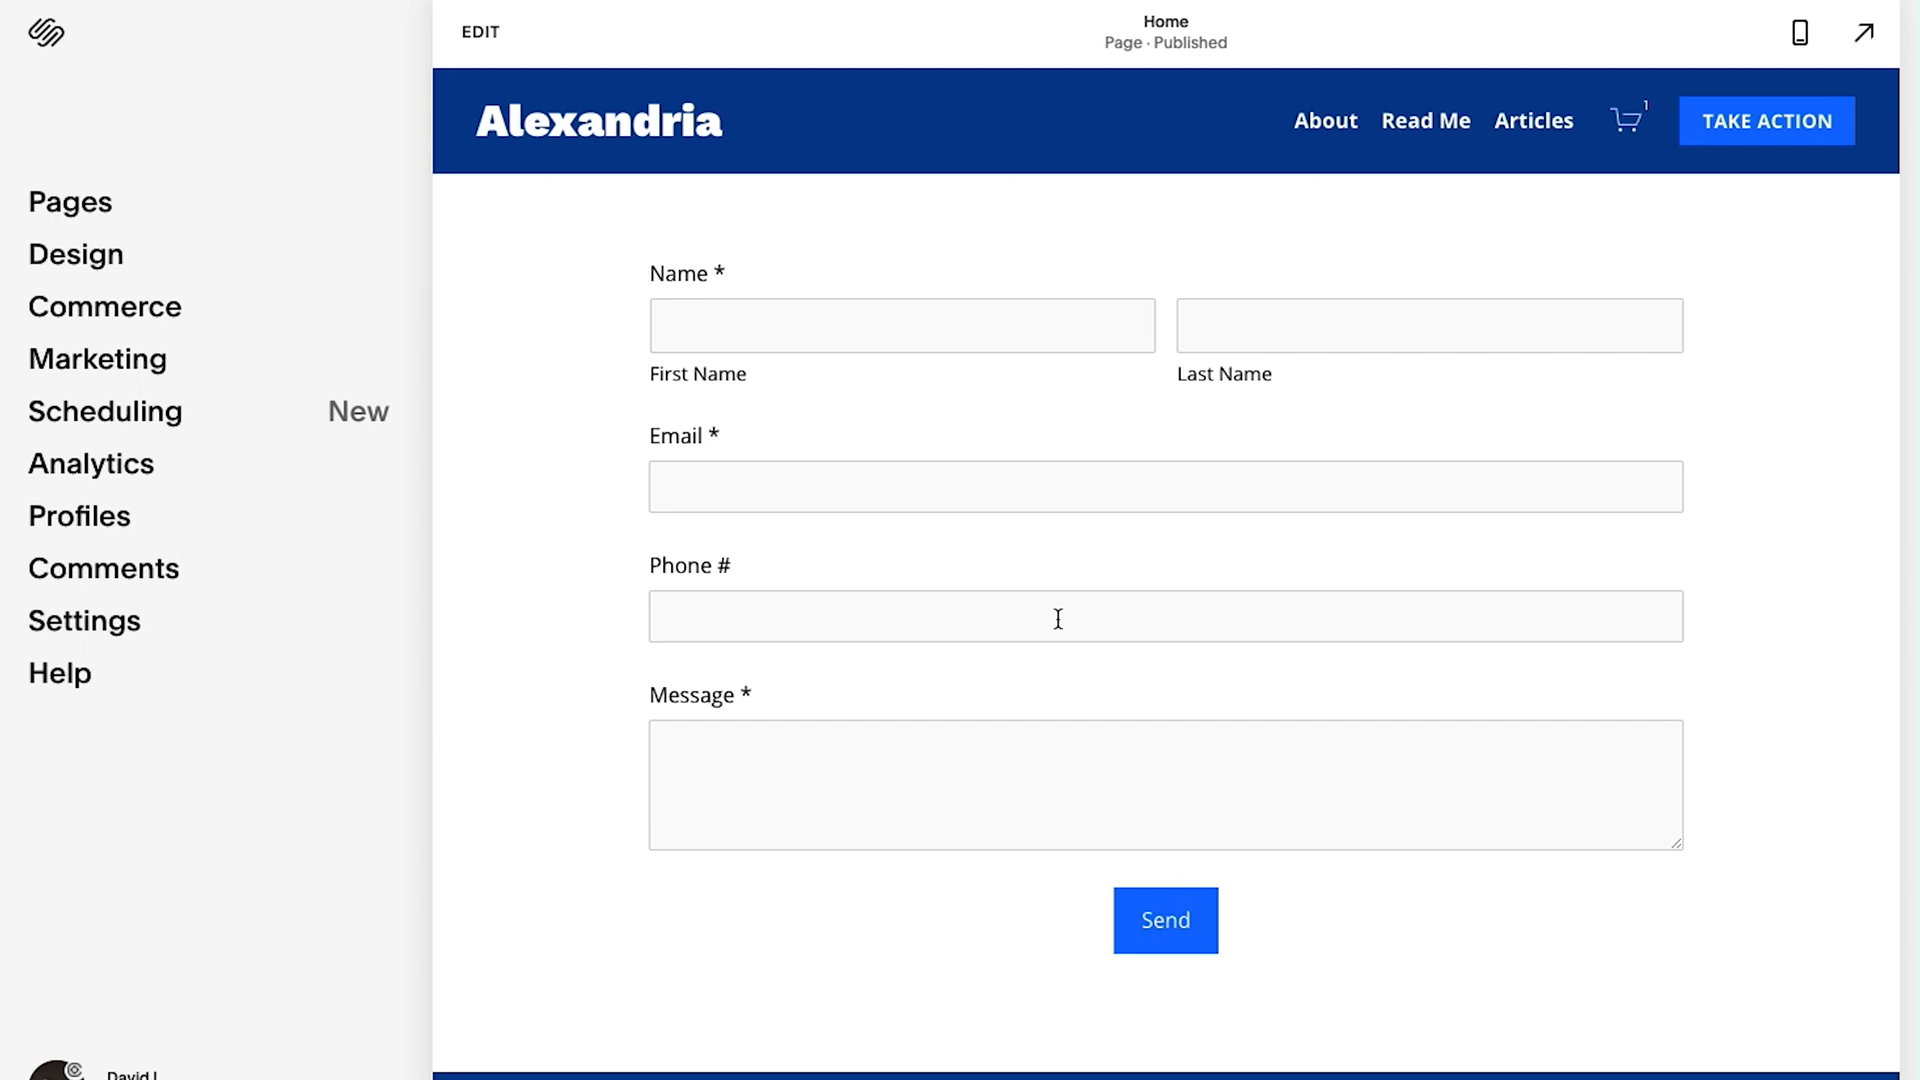 EDIT
Home
Page · Published
Alexandria
About Read Me Articles 1 TAKE ACTION
Pages
Design
Commerce
Marketing
Scheduling New
Analytics
Profiles
Comments
Settings
Help
Name *
First Name Last Name
Email *
Phone #
Message *
Send
David L